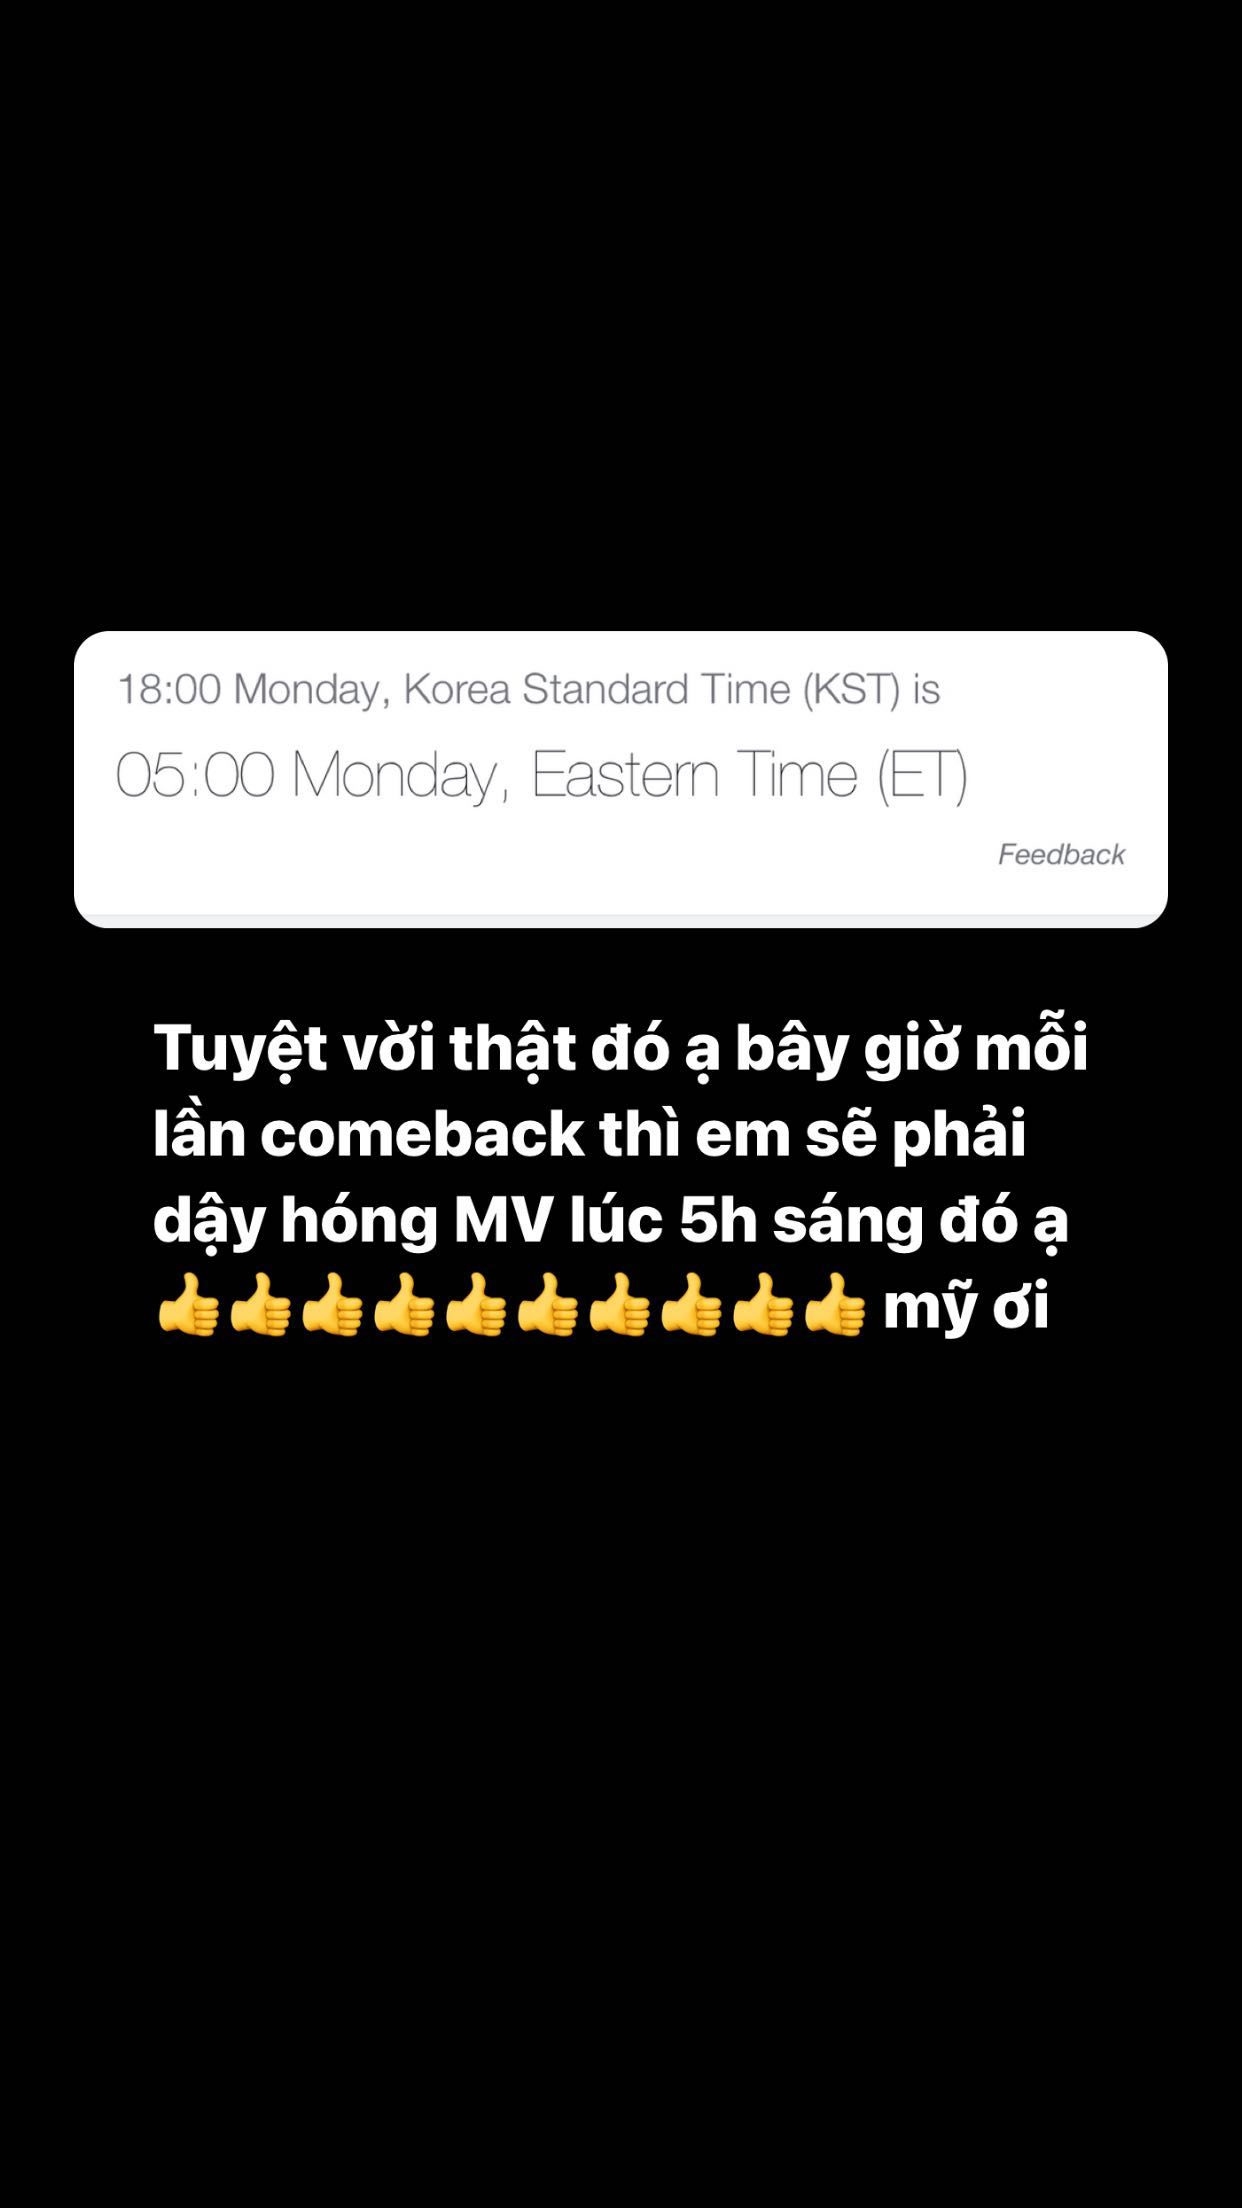 18:00 Monday, Korea Standard Time (KST) is
05:00 Monday, Eastern Time (ET)
Feedback
Tuyệt vời thật đó ạ bây giờ mỗi
lần comeback thì em sẽ phải
dậy hóng MV lúc 5h sáng đó ạ
👍👍👍👍👍👍👍👍👍👍 mỹ ơi